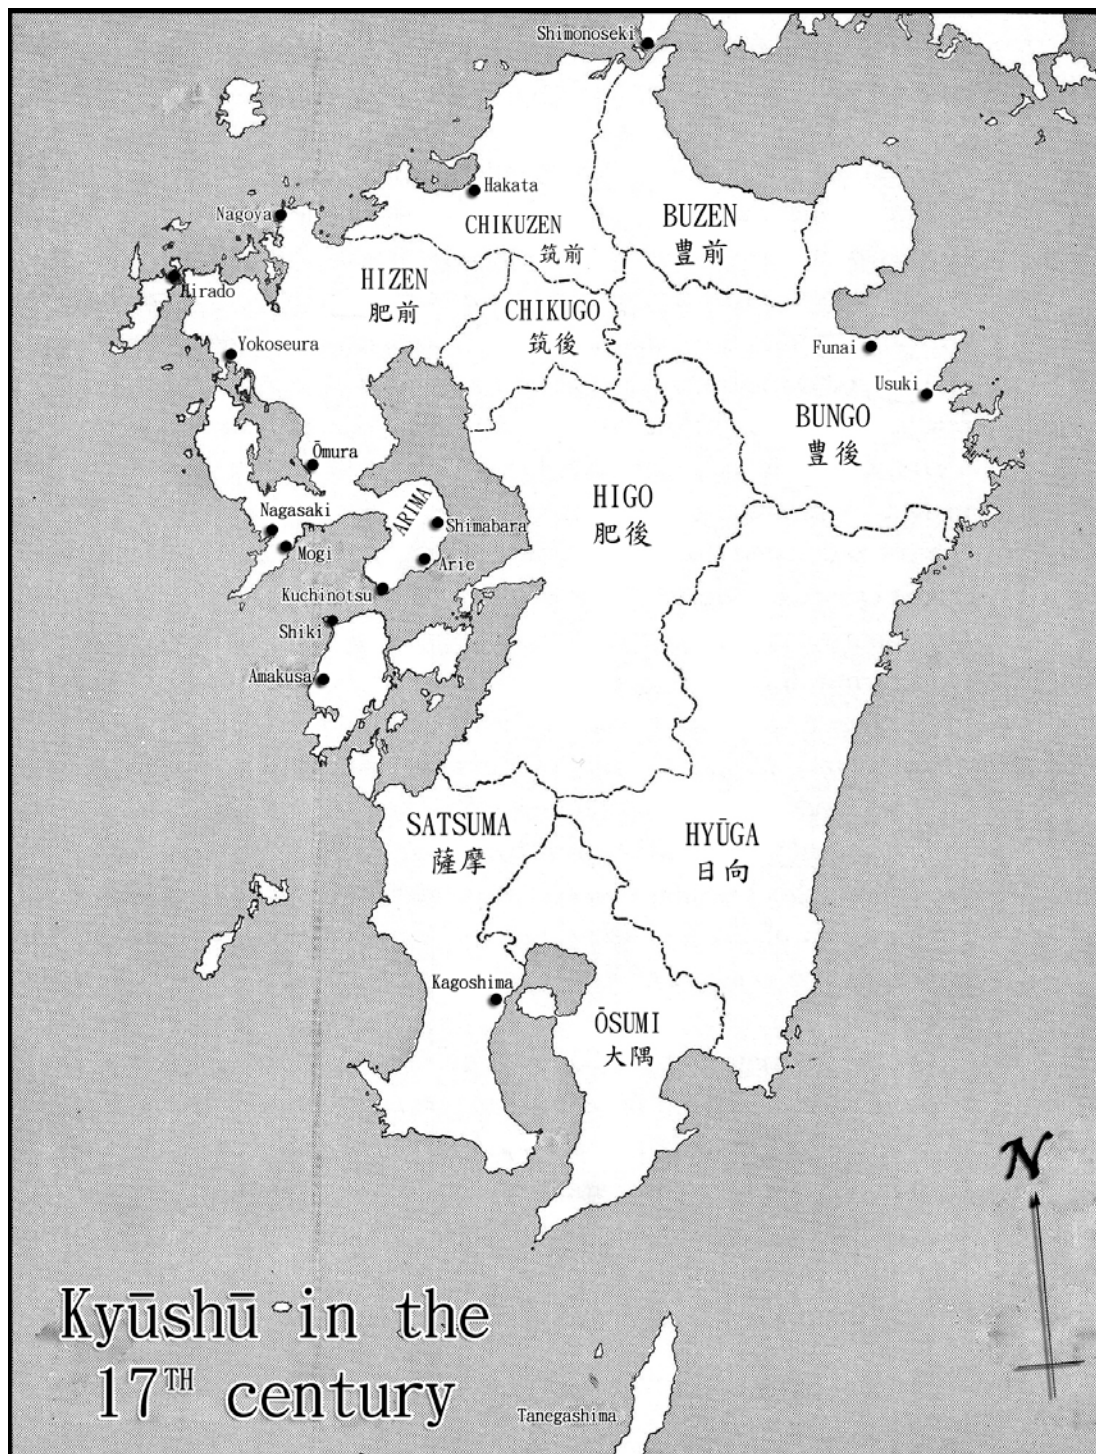 Shimonoseki
Hakata
Nagoya
CHIKUZEN
筑前
BUZEN
豊前
Hirado
HIZEN
肥前
CHIKUGO
筑後
Yokoseura
Funai
Usuki
BUNGO
豊後
Ōmura
ARIMA
HIGO
肥後
Nagasaki
Shimabara
Mogi
Arie
Kuchinotsu
Shiki
Amakusa
SATSUMA
薩摩
HYŪGA
日向
Kagoshima
ŌSUMI
大隅
N
Kyūshū in the
17TH century
Tanegashima